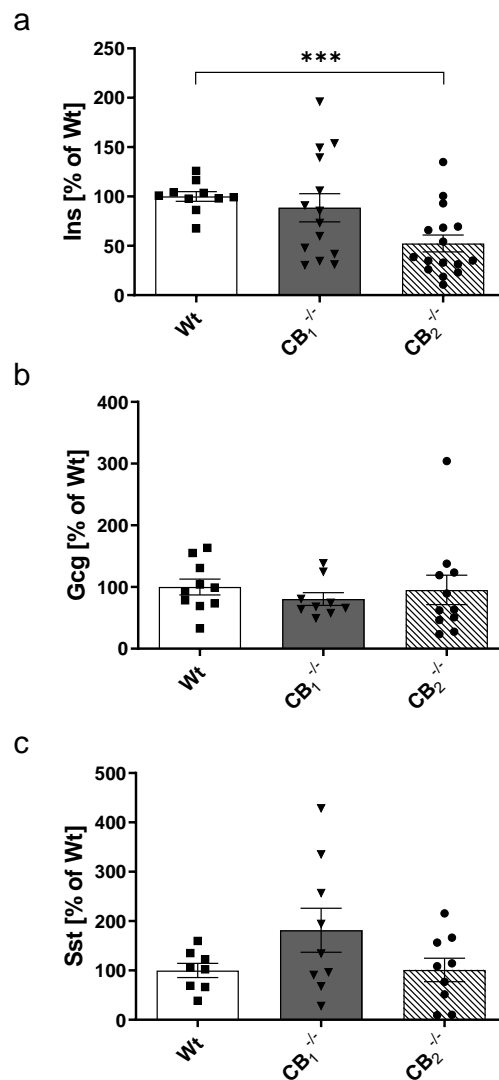 a
***
Ins [% of Wt]
250
200
150
100
50
0
Wt
CB₁⁻/⁻
CB₂⁻/⁻
b
Gcg [% of Wt]
400
300
200
100
0
Wt
CB₁⁻/⁻
CB₂⁻/⁻
c
Sst [% of Wt]
500
400
300
200
100
0
Wt
CB₁⁻/⁻
CB₂⁻/⁻